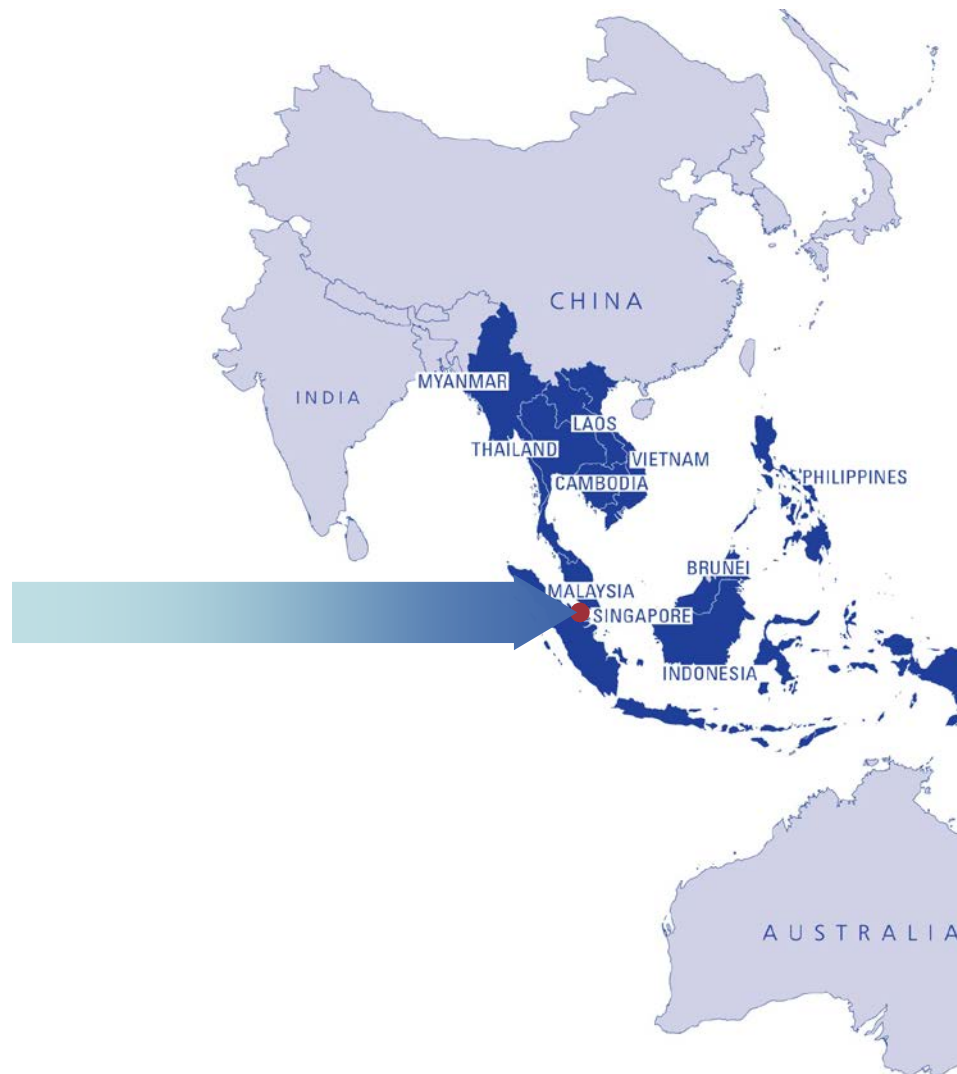 CHINA
MYANMAR
INDIA
LAOS
THAILAND
VIETNAM
CAMBODIA
PHILIPPINES
BRUNEI
MALAYSIA
SINGAPORE
INDONESIA
AUSTRALIA